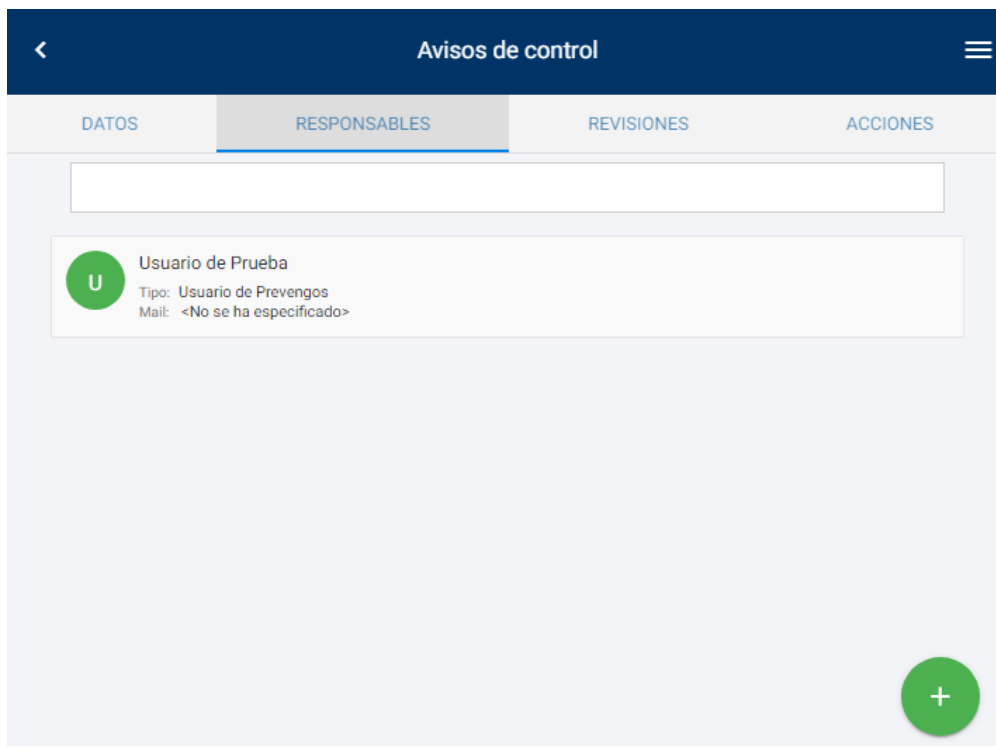 Avisos de control
DATOS RESPONSABLES REVISIONES ACCIONES
U
Usuario de Prueba
Tipo: Usuario de Prevengos
Mail: <No se ha especificado>
+